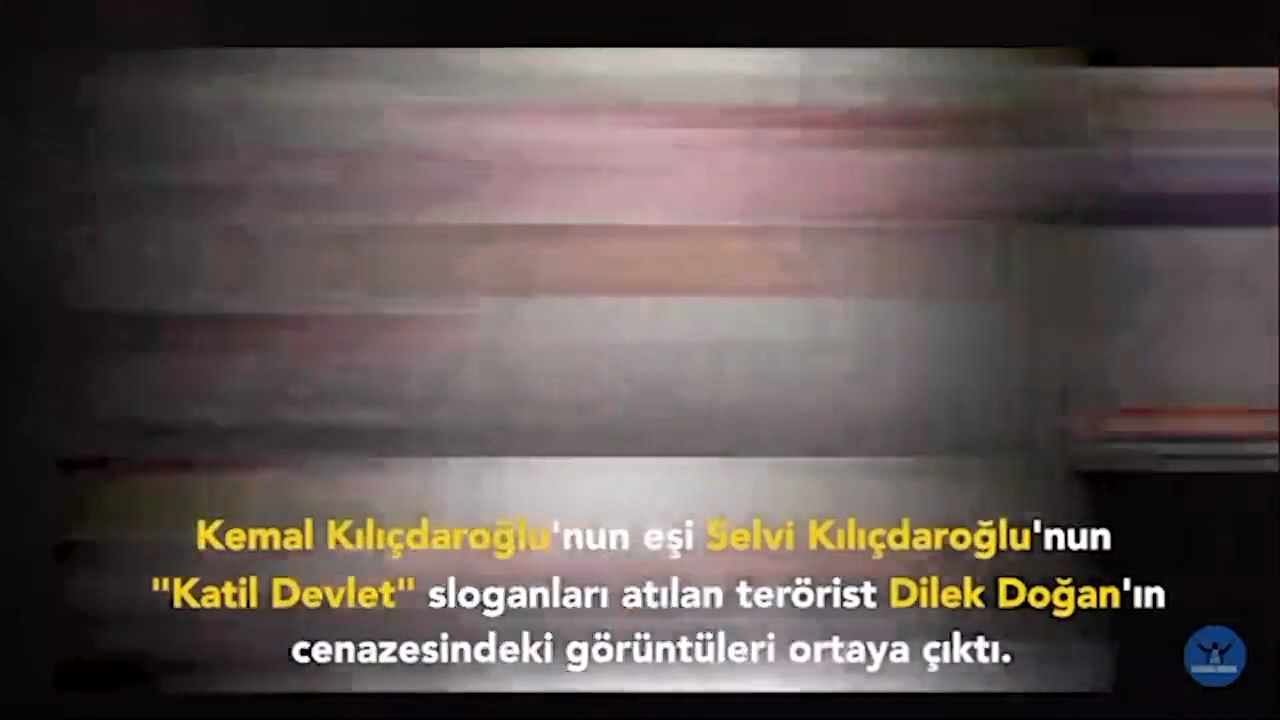 Kemal Kılıçdaroğlu'nun eşi Selvi Kılıçdaroğlu'nun
"Katil Devlet" sloganları atılan terörist Dilek Doğan'ın
cenazesindeki görüntüleri ortaya çıktı.